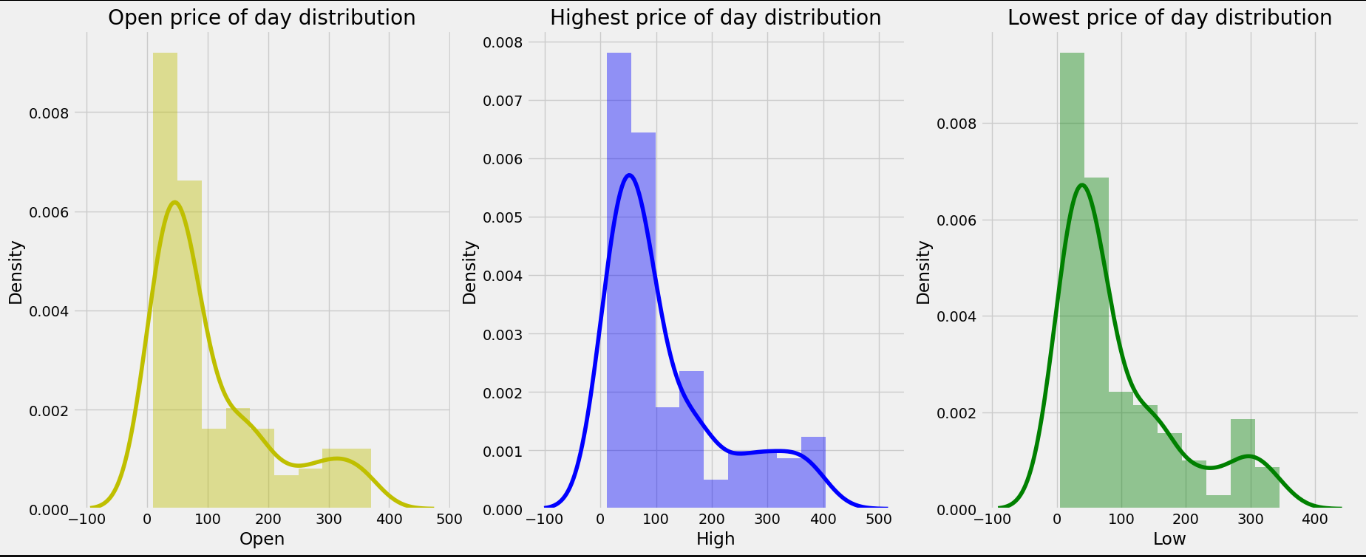 Open price of day distribution
Density
0.008
0.006
0.004
0.002
0.000
−100 0 100 200 300 400 500
Open
Highest price of day distribution
Density
0.008
0.007
0.006
0.005
0.004
0.003
0.002
0.001
0.000
−100 0 100 200 300 400 500
High
Lowest price of day distribution
Density
0.008
0.006
0.004
0.002
0.000
−100 0 100 200 300 400
Low